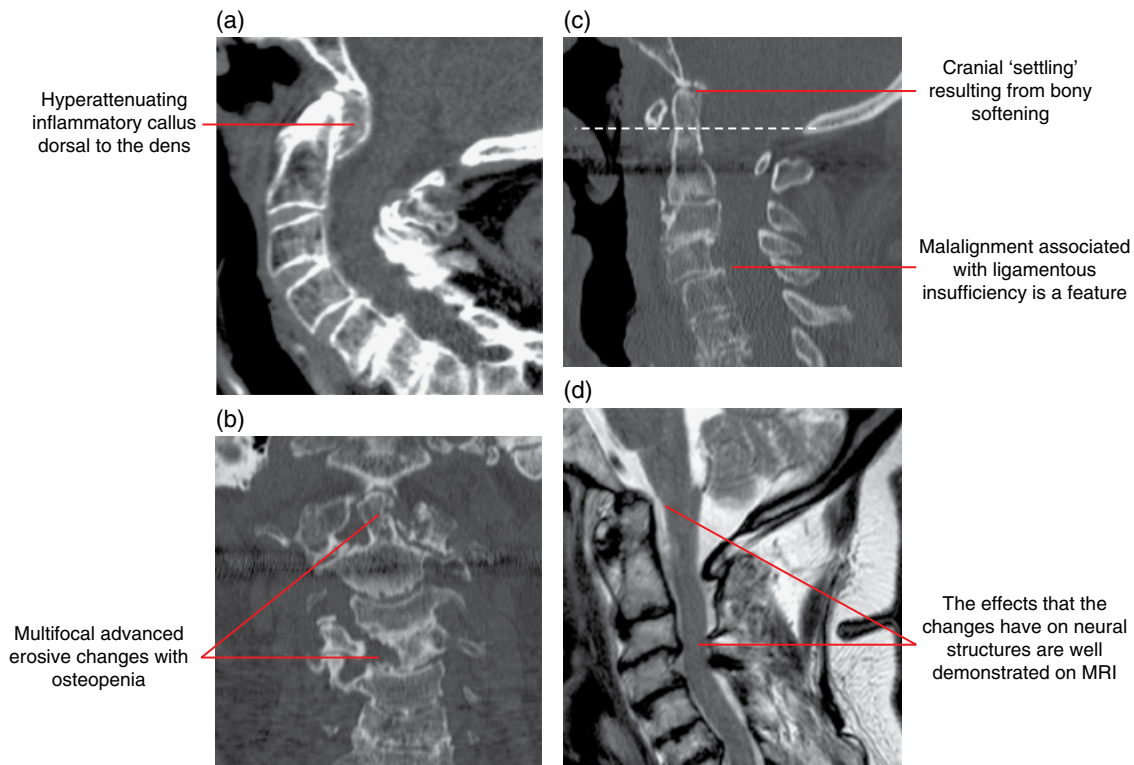 (a)
Hyperattenuating
inflammatory callus
dorsal to the dens
(c)
Cranial ‘settling’
resulting from bony
softening
Malalignment associated
with ligamentous
insufficiency is a feature
(b)
Multifocal advanced
erosive changes with
osteopenia
(d)
The effects that the
changes have on neural
structures are well
demonstrated on MRI